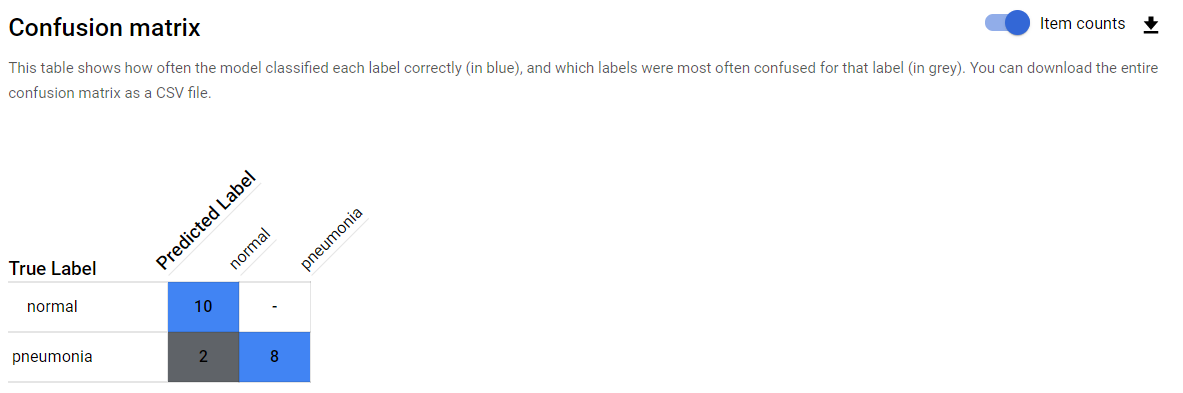 Confusion matrix
Item counts
This table shows how often the model classified each label correctly (in blue), and which labels were most often confused for that label (in grey). You can download the entire
confusion matrix as a CSV file.
True Label
Predicted Label
normal
pneumonia
normal 10 -
pneumonia 2 8